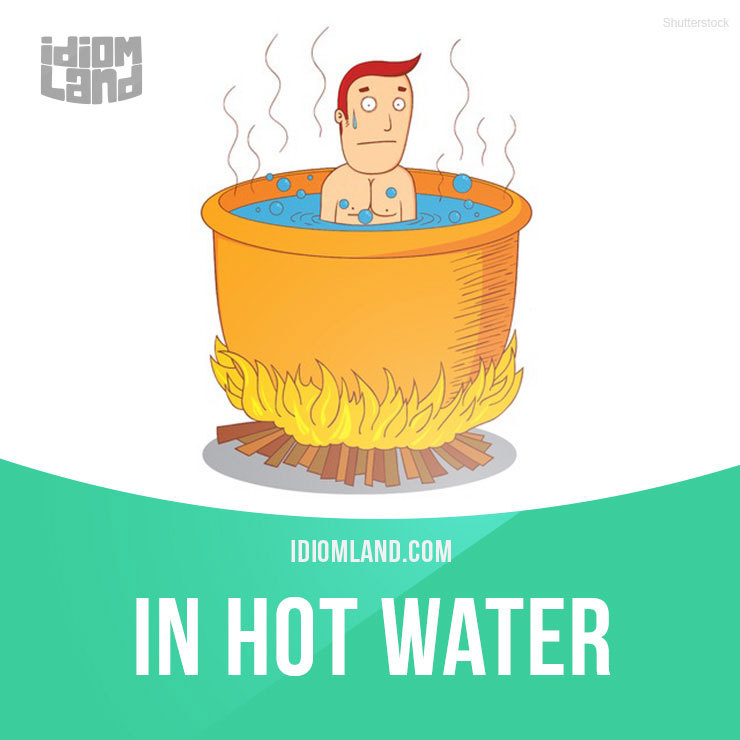 Shutterstock
idiom
Land
IDIOMLAND.COM
IN HOT WATER